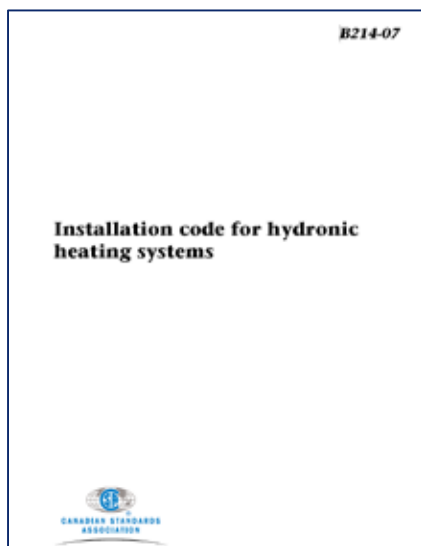 B214-07
Installation code for hydronic
heating systems
CANADIAN STANDARDS
ASSOCIATION